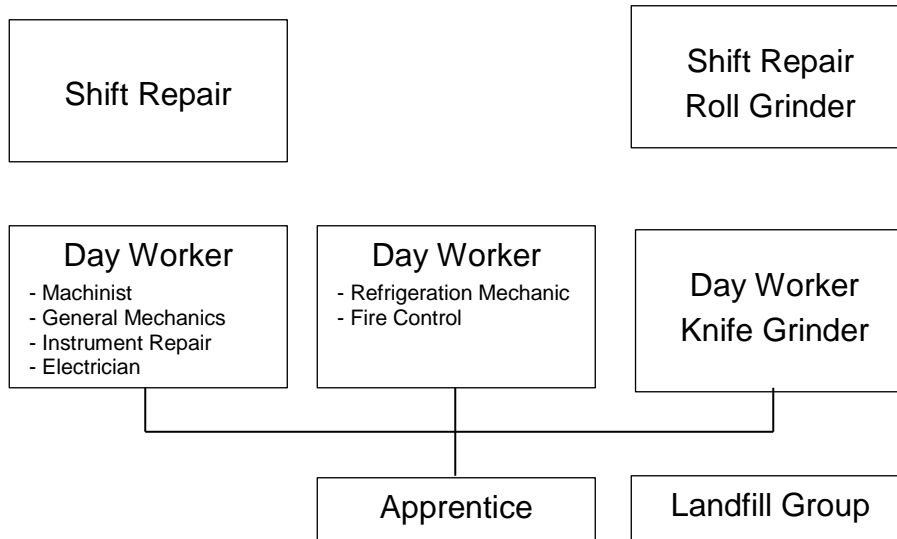 Shift Repair
Shift Repair
Roll Grinder
Day Worker
- Machinist
- General Mechanics
- Instrument Repair
- Electrician
Day Worker
- Refrigeration Mechanic
- Fire Control
Day Worker
Knife Grinder
Apprentice
Landfill Group